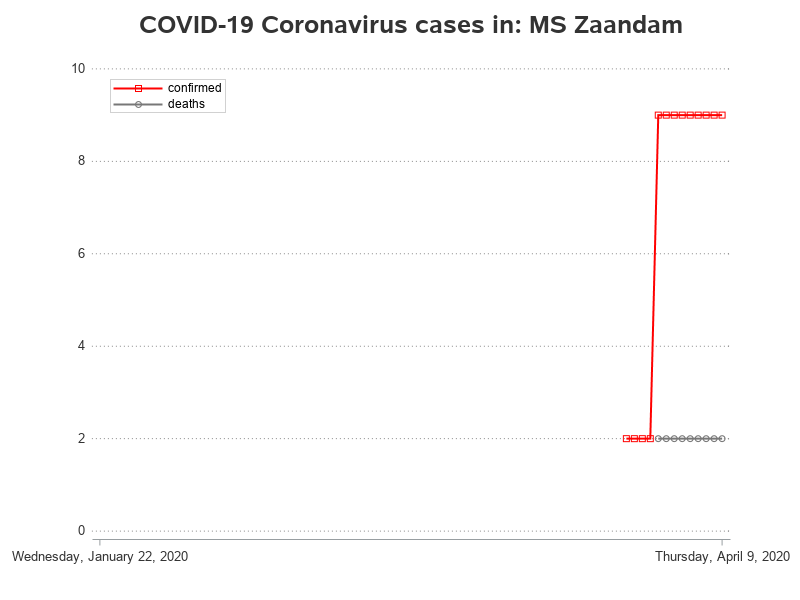 COVID-19 Coronavirus cases in: MS Zaandam
10
confirmed
deaths
8
6
4
2
0
Wednesday, January 22, 2020
Thursday, April 9, 2020